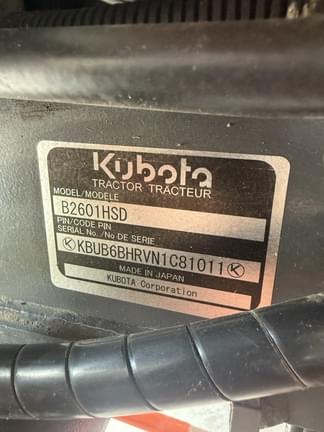 Kubota
TRACTOR TRACTEUR
MODEL/MODELE
B2601HSD
PIN/CODE PIN
SERIAL No./No DE SERIE
KBUB6BHRVN1C81011
MADE IN JAPAN
KUBOTA Corporation